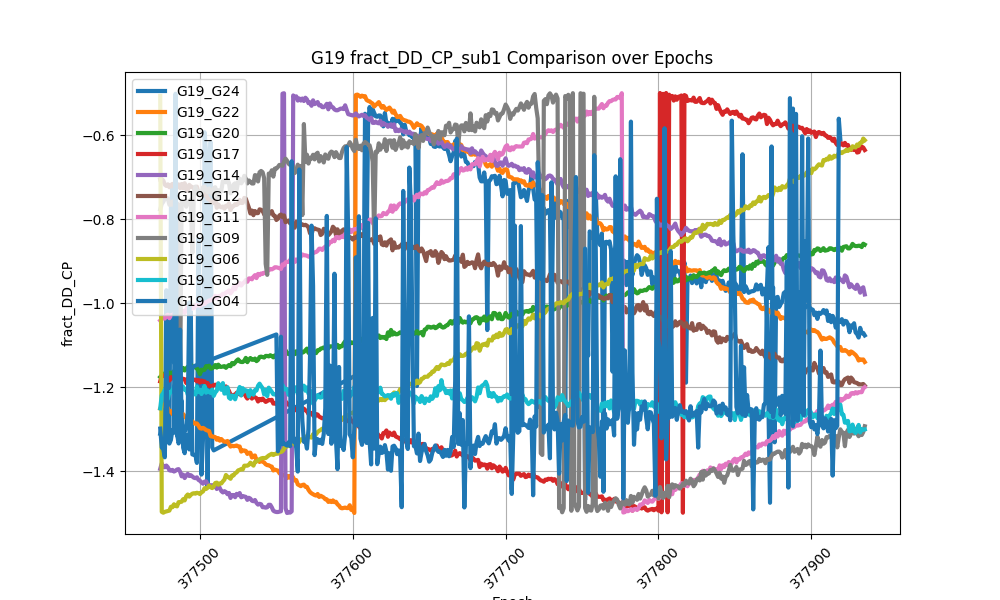 G19 fract_DD_CP_sub1 Comparison over Epochs
fract_DD_CP
−0.6
−0.8
−1.0
−1.2
−1.4
G19_G24
G19_G22
G19_G20
G19_G17
G19_G14
G19_G12
G19_G11
G19_G09
G19_G06
G19_G05
G19_G04
377500
377600
377700
377800
377900
Epoch